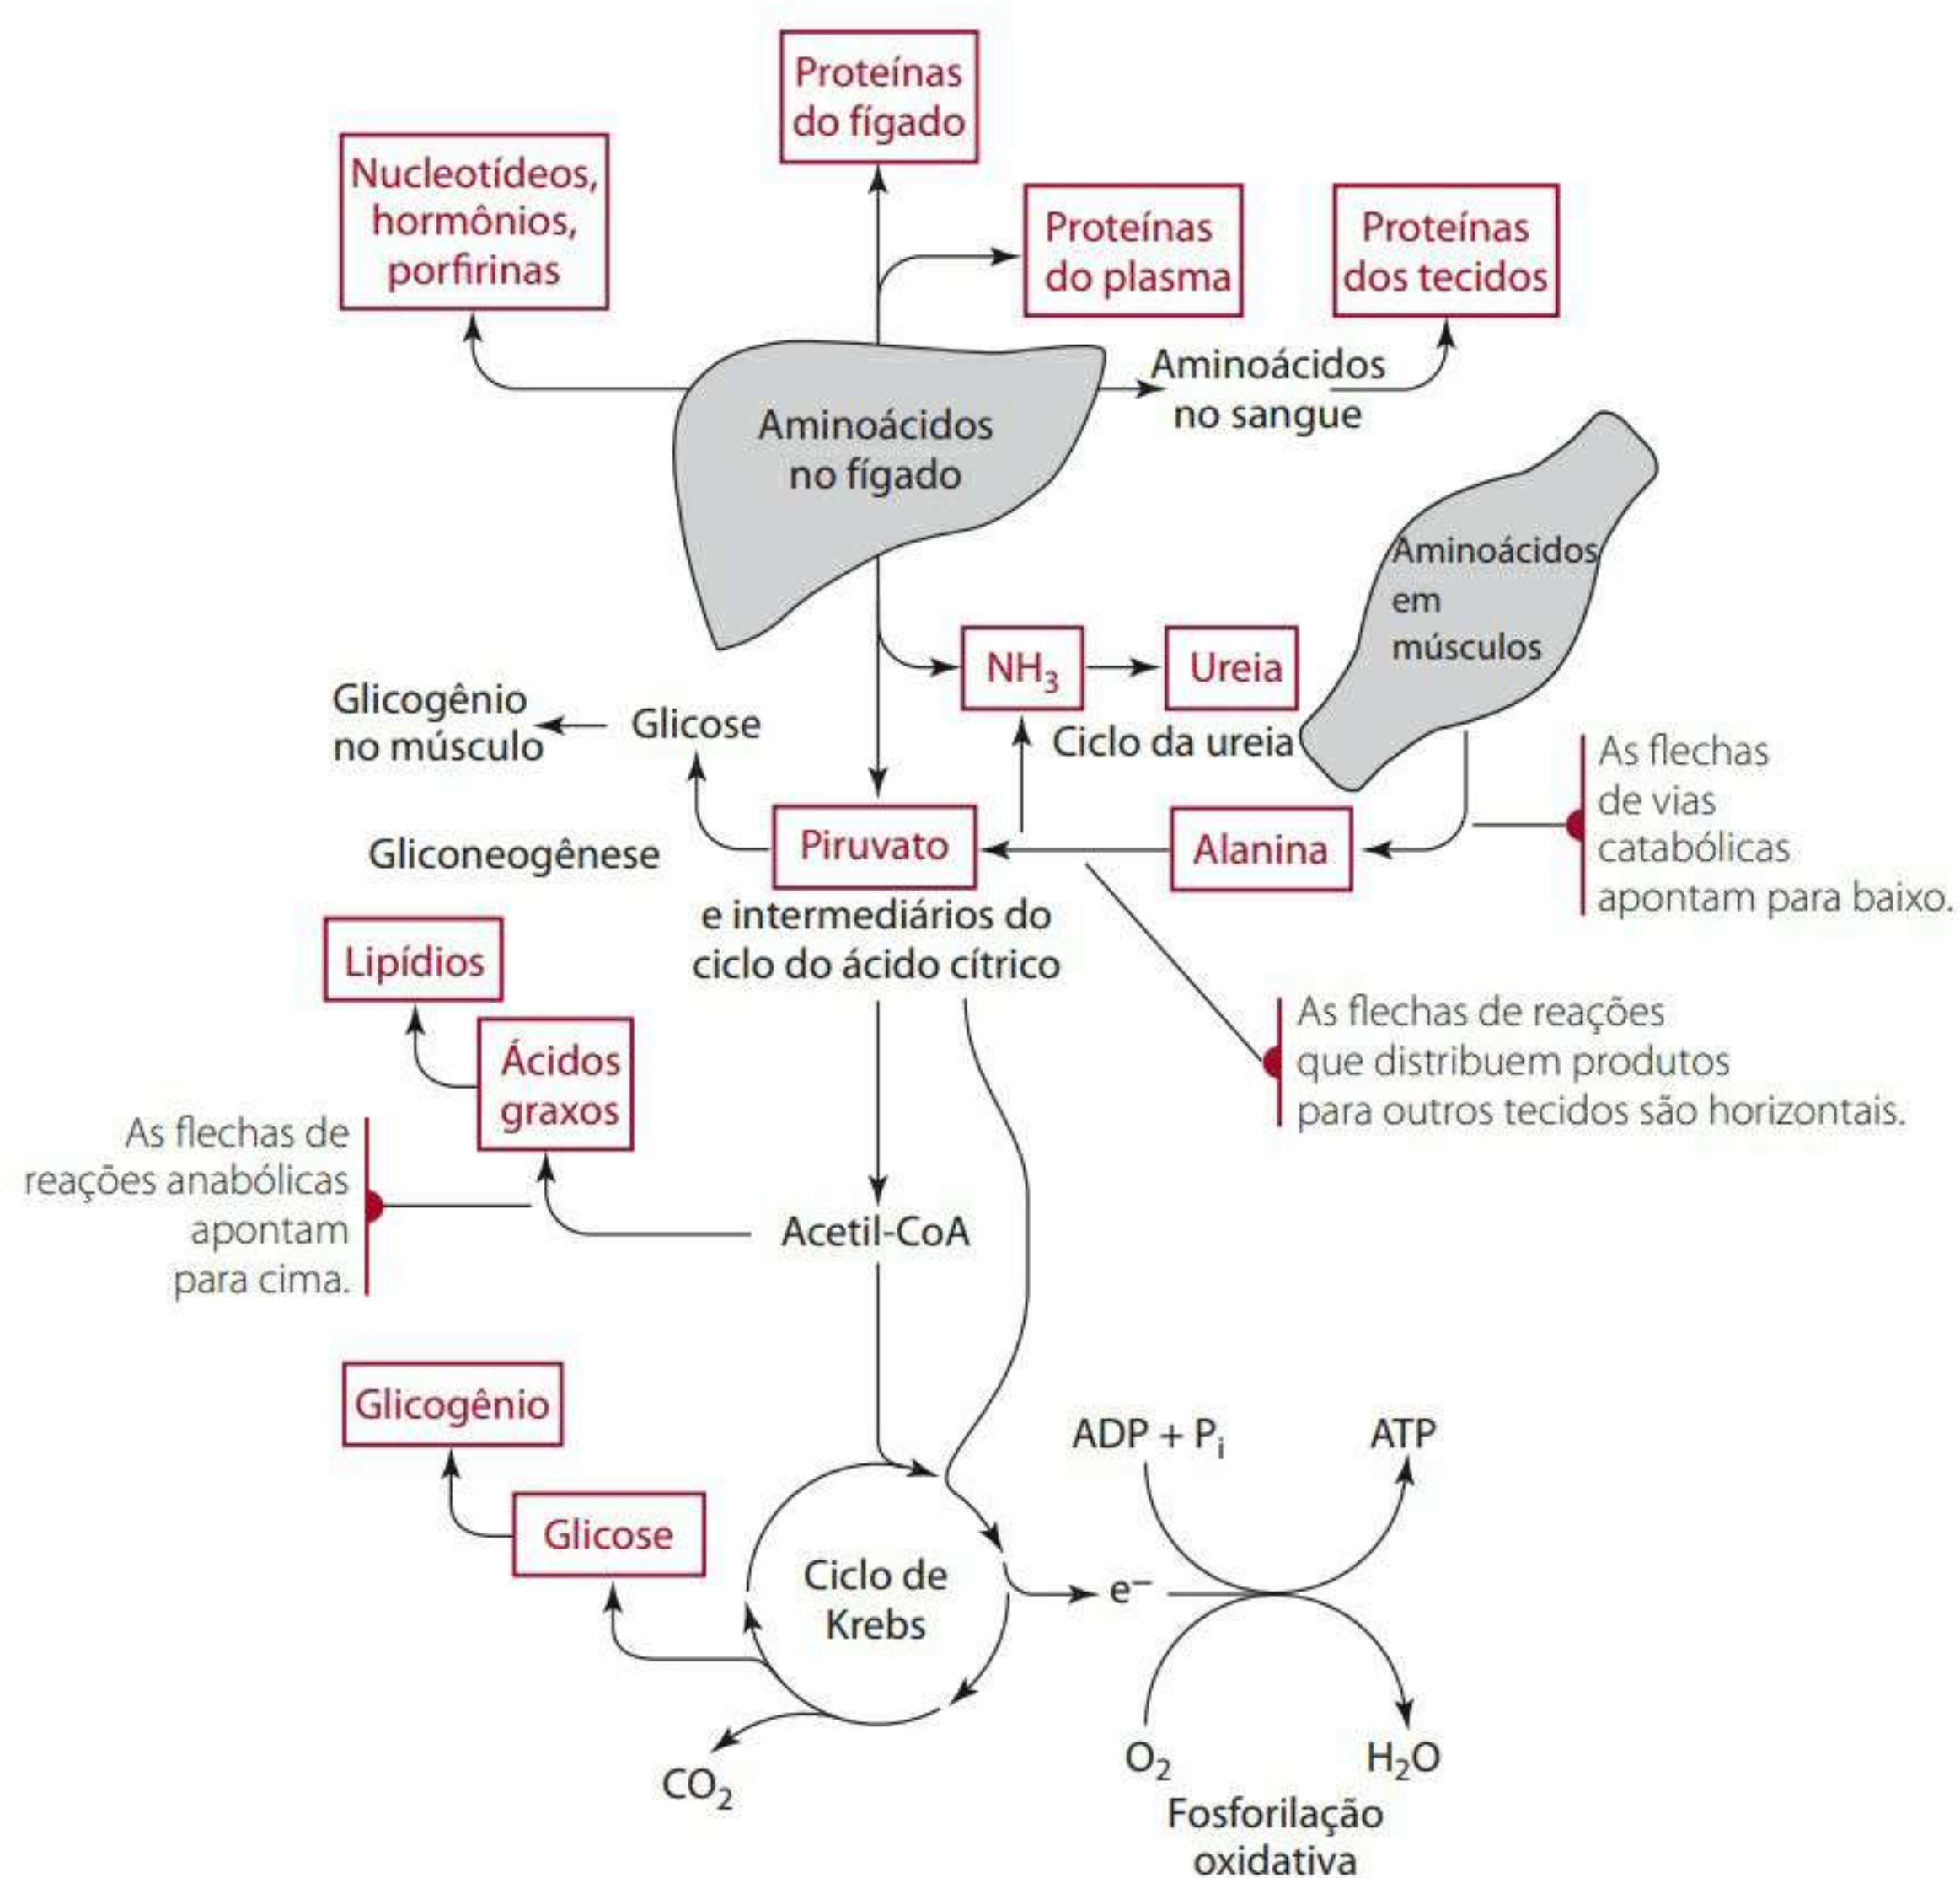 Proteínas
do fígado
Nucleotídeos,
hormônios,
porfirinas
Proteínas
do plasma
Proteínas
dos tecidos
Aminoácidos
no sangue
Aminoácidos
no fígado
Aminoácidos
em
músculos
NH₃
Ureia
Ciclo da ureia
Glicogênio
no músculo
Glicose
Gliconeogênese
Piruvato
e intermediários do
ciclo do ácido cítrico
Alanina
As flechas
de vias
catabólicas
apontam para baixo.
As flechas de reações
que distribuem produtos
para outros tecidos são horizontais.
Lipídios
Ácidos
graxos
As flechas de
reações anabólicas
apontam
para cima.
Acetil-CoA
Glicogênio
Glicose
Ciclo de
Krebs
CO₂
ADP + Pᵢ
ATP
e⁻
O₂
H₂O
Fosforilação
oxidativa